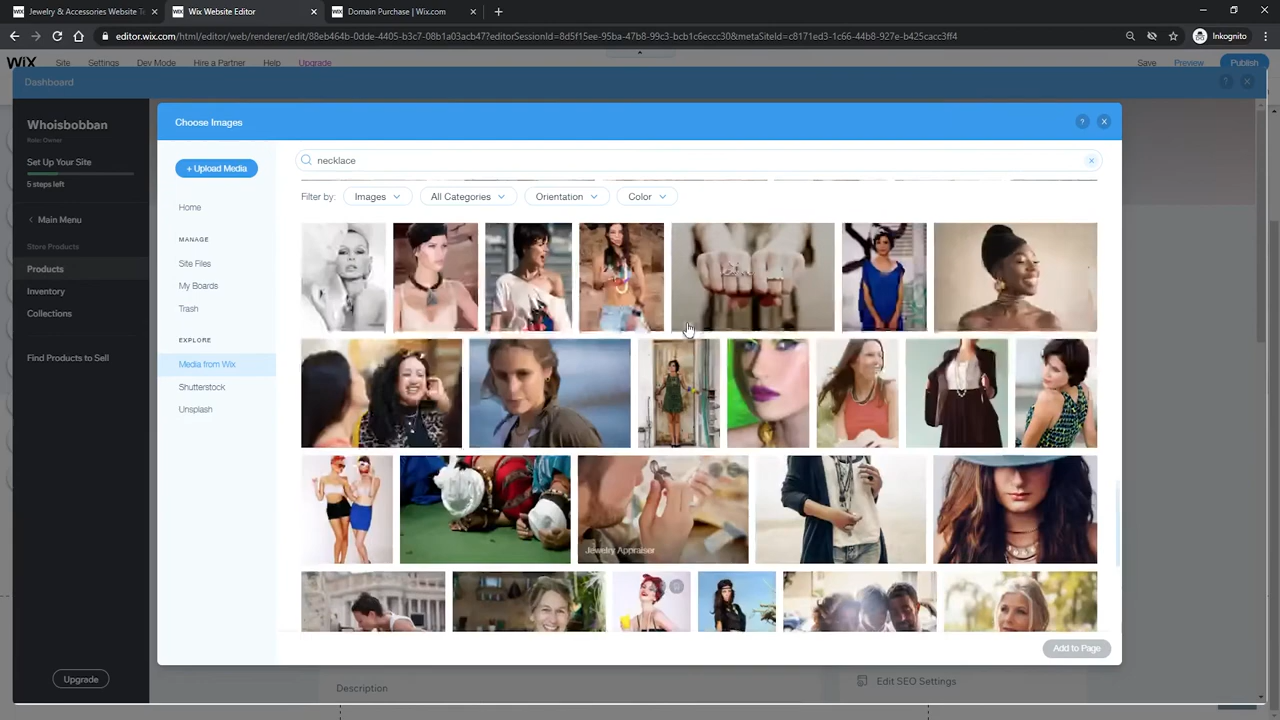 Jewelry & Accessories Website T
Wix Website Editor
Domain Purchase | Wix.com
editor.wix.com/html/editor/web/renderer/edit/88eb464b-0dde-4405-b3c7-08b1a03acb47?editorSessionId=8d5f15ee-95ba-47b8-99c3-bcb1c6eccc30&metaSiteId=c8171ed3-1c66-44b8-927e-b425cacc3ff4
Inkognito
WIX Site Settings Dev Mode Hire a Partner Help Upgrade Save Preview Publish
Dashboard
?
Whoisbobban
Role: Owner
Set Up Your Site
5 steps left
Main Menu
Store Products
Products
Inventory
Collections
Find Products to Sell
Upgrade
Choose Images
?
+ Upload Media
Home
MANAGE
Site Files
My Boards
Trash
EXPLORE
Media from Wix
Shutterstock
Unsplash
necklace
Filter by: Images All Categories Orientation Color
Jewelry Appraiser
Add to Page
Description
Edit SEO Settings